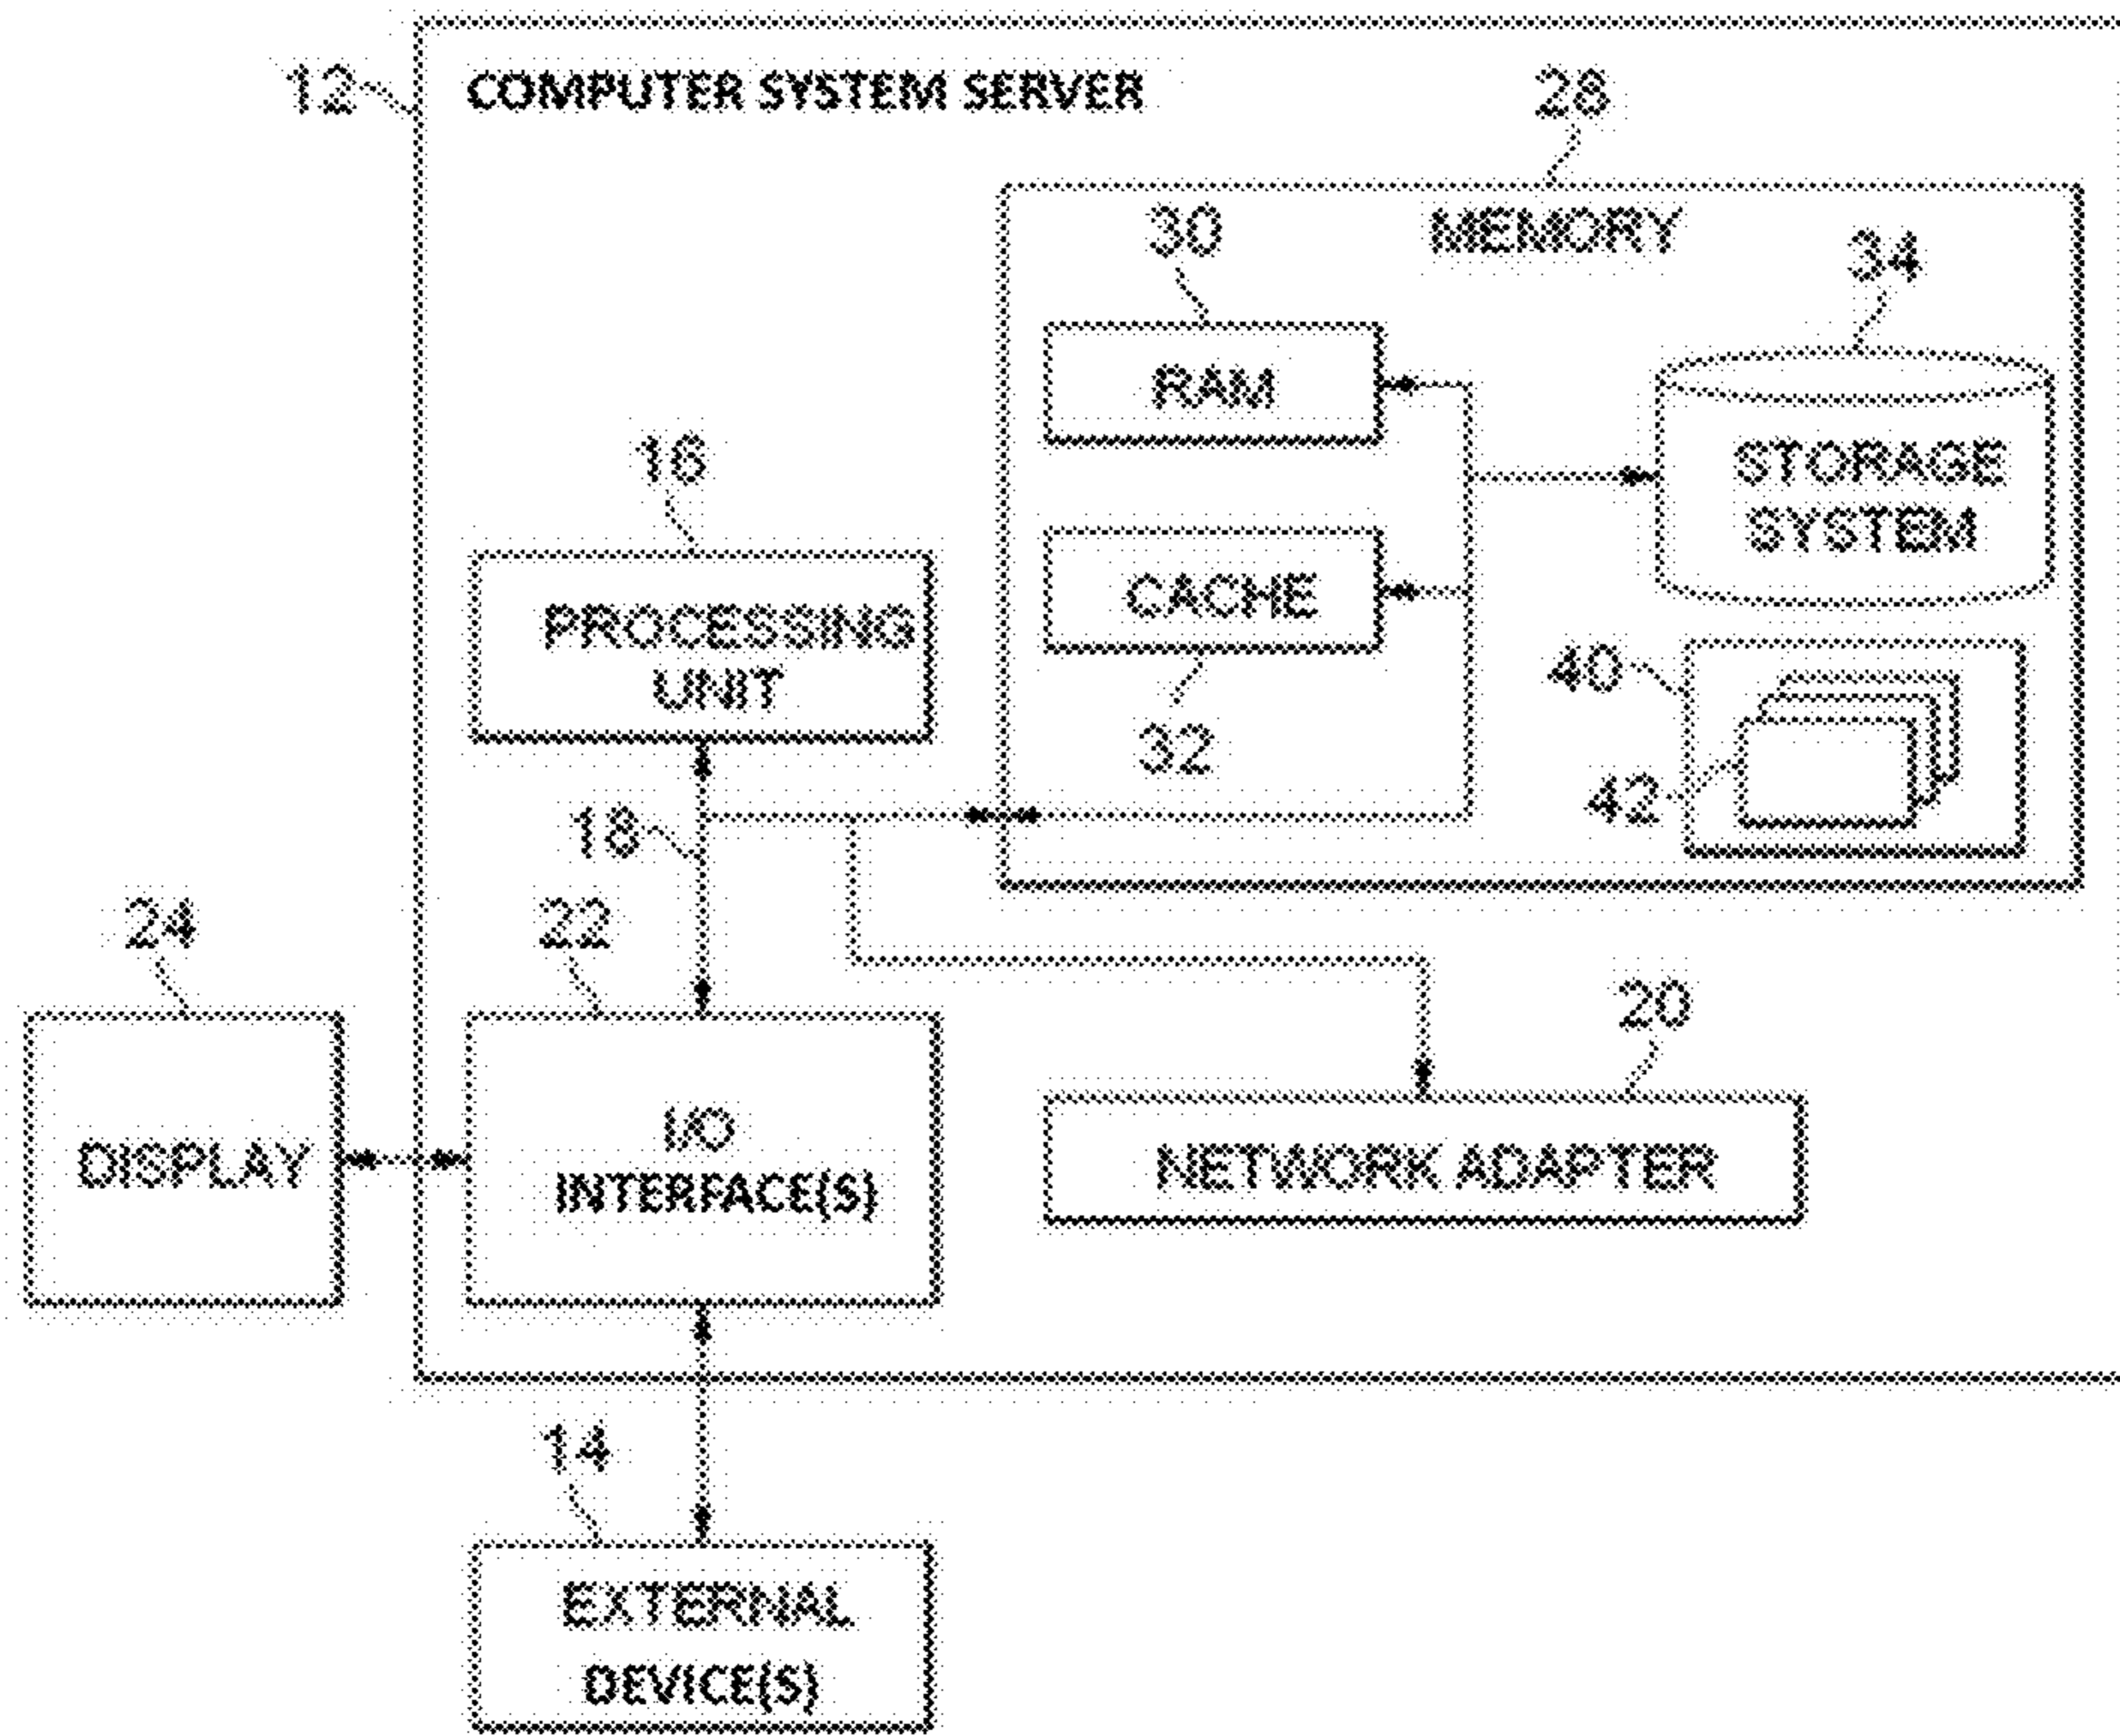 12
COMPUTER SYSTEM SERVER
28
MEMORY
30
34
RAM
STORAGE
SYSTEM
16
PROCESSING
UNIT
CACHE
32
40
42
18
24
22
20
DISPLAY
I/O
INTERFACE(S)
NETWORK ADAPTER
14
EXTERNAL
DEVICE(S)